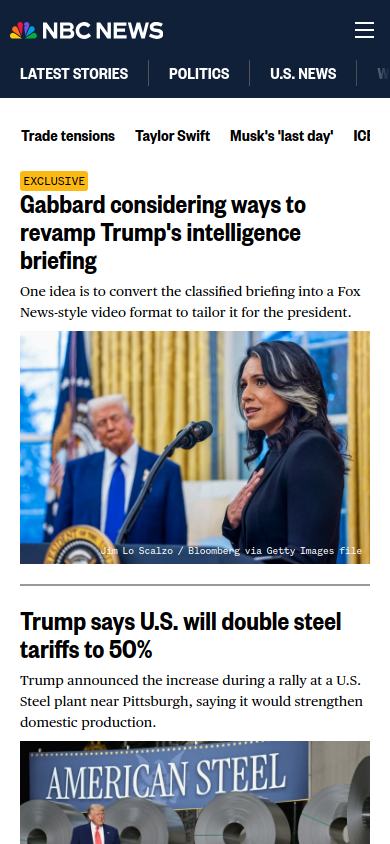 NBC NEWS
LATEST STORIES
POLITICS
U.S. NEWS
Trade tensions
Taylor Swift
Musk's 'last day'
ICE
EXCLUSIVE
Gabbard considering ways to
revamp Trump's intelligence
briefing
One idea is to convert the classified briefing into a Fox
News-style video format to tailor it for the president.
Jim Lo Scalzo / Bloomberg via Getty Images file
Trump says U.S. will double steel
tariffs to 50%
Trump announced the increase during a rally at a U.S.
Steel plant near Pittsburgh, saying it would strengthen
domestic production.
AMERICAN STEEL